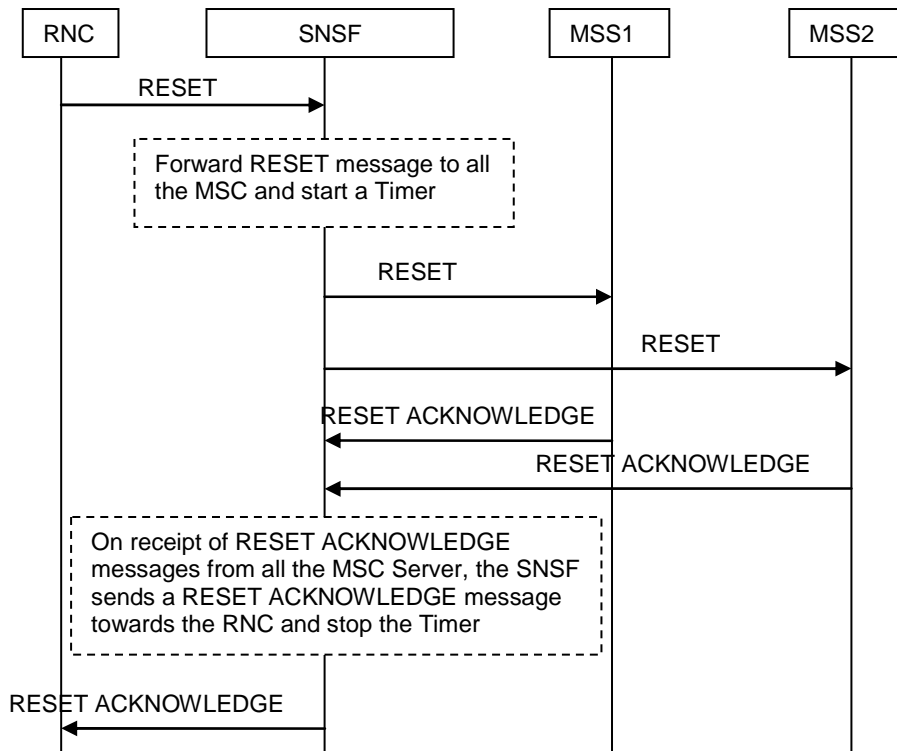 RNC
SNSF
MSS1
MSS2
RESET
Forward RESET message to all
the MSC and start a Timer
RESET
RESET
RESET ACKNOWLEDGE
RESET ACKNOWLEDGE
On receipt of RESET ACKNOWLEDGE
messages from all the MSC Server, the SNSF
sends a RESET ACKNOWLEDGE message
towards the RNC and stop the Timer
RESET ACKNOWLEDGE